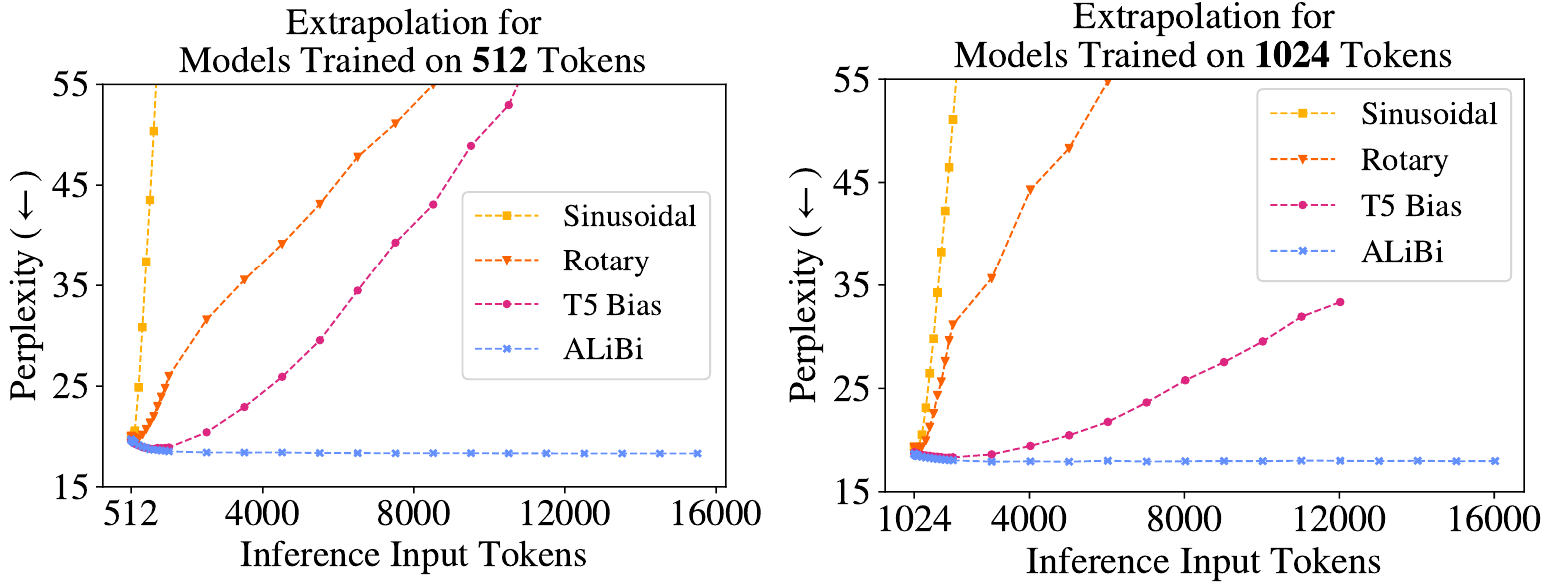 Extrapolation for
Models Trained on 512 Tokens
55
45
35
25
15
Perplexity (←)
512
4000
8000
12000
16000
Inference Input Tokens
Sinusoidal
Rotary
T5 Bias
ALiBi
Extrapolation for
Models Trained on 1024 Tokens
55
45
35
25
15
Perplexity (←)
1024
4000
8000
12000
16000
Inference Input Tokens
Sinusoidal
Rotary
T5 Bias
ALiBi